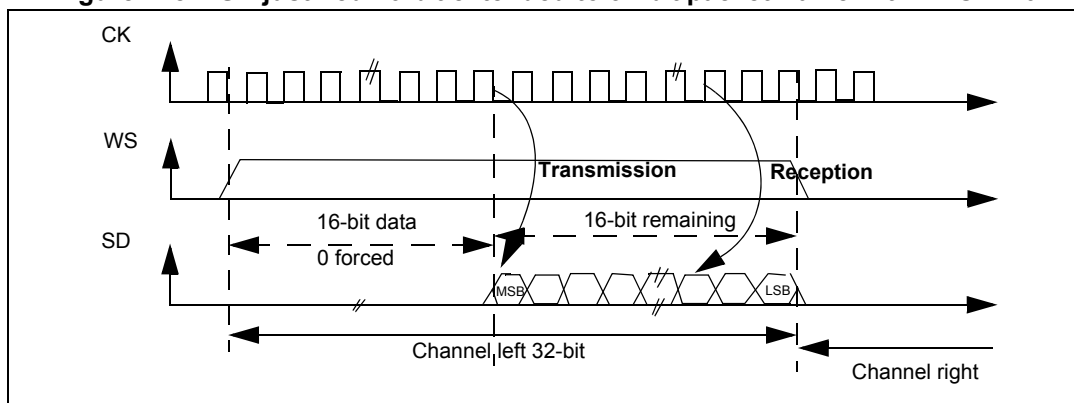 CK
WS
Transmission
Reception
16-bit data
16-bit remaining
SD
0 forced
MSB
LSB
Channel left 32-bit
Channel right